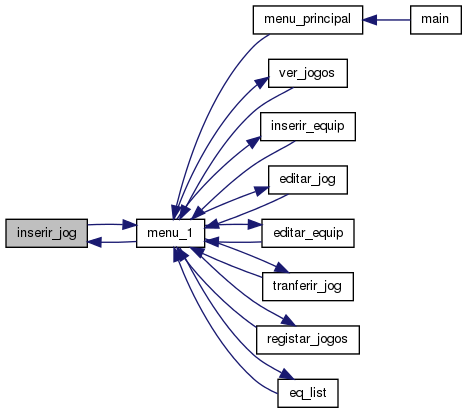 menu_principal
main
ver_jogos
inserir_equip
editar_jog
inserir_jog
menu_1
editar_equip
tranferir_jog
registar_jogos
eq_list